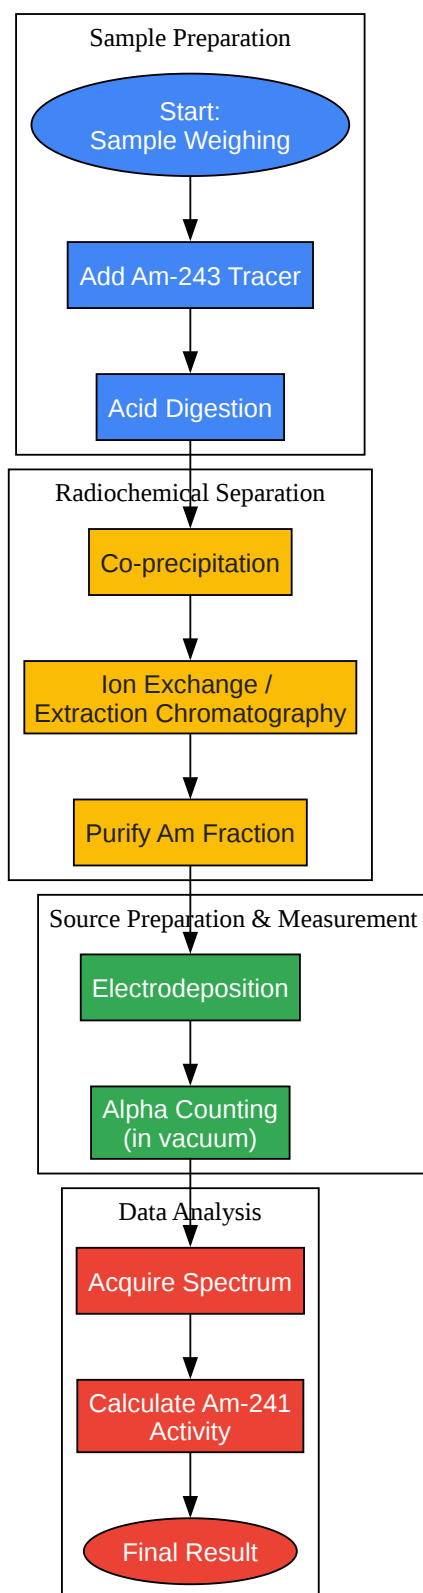 Sample Preparation
Start:
Sample Weighing
Add Am-243 Tracer
Acid Digestion
Radiochemical Separation
Co-precipitation
Ion Exchange /
Extraction Chromatography
Purify Am Fraction
Source Preparation & Measurement
Electrodeposition
Alpha Counting
(in vacuum)
Data Analysis
Acquire Spectrum
Calculate Am-241
Activity
Final Result